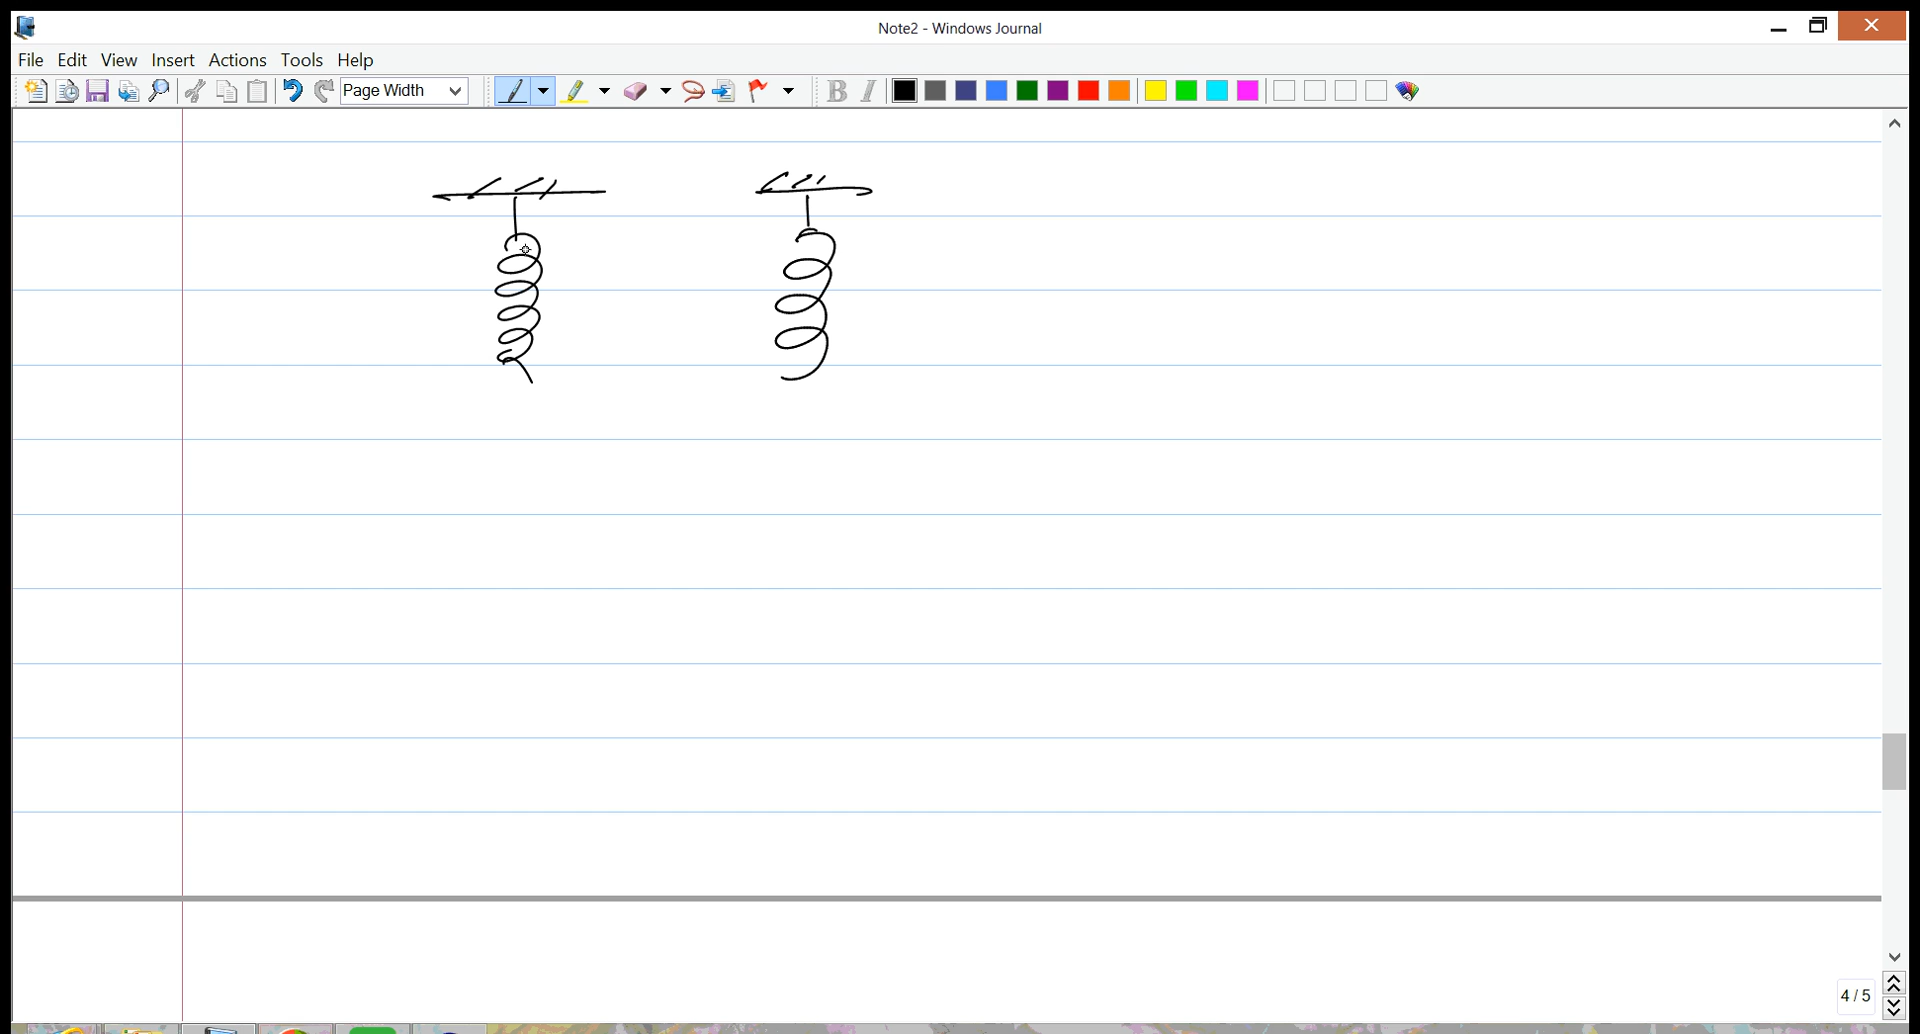 Note2 - Windows Journal
File Edit View Insert Actions Tools Help
Page Width B I
4 / 5